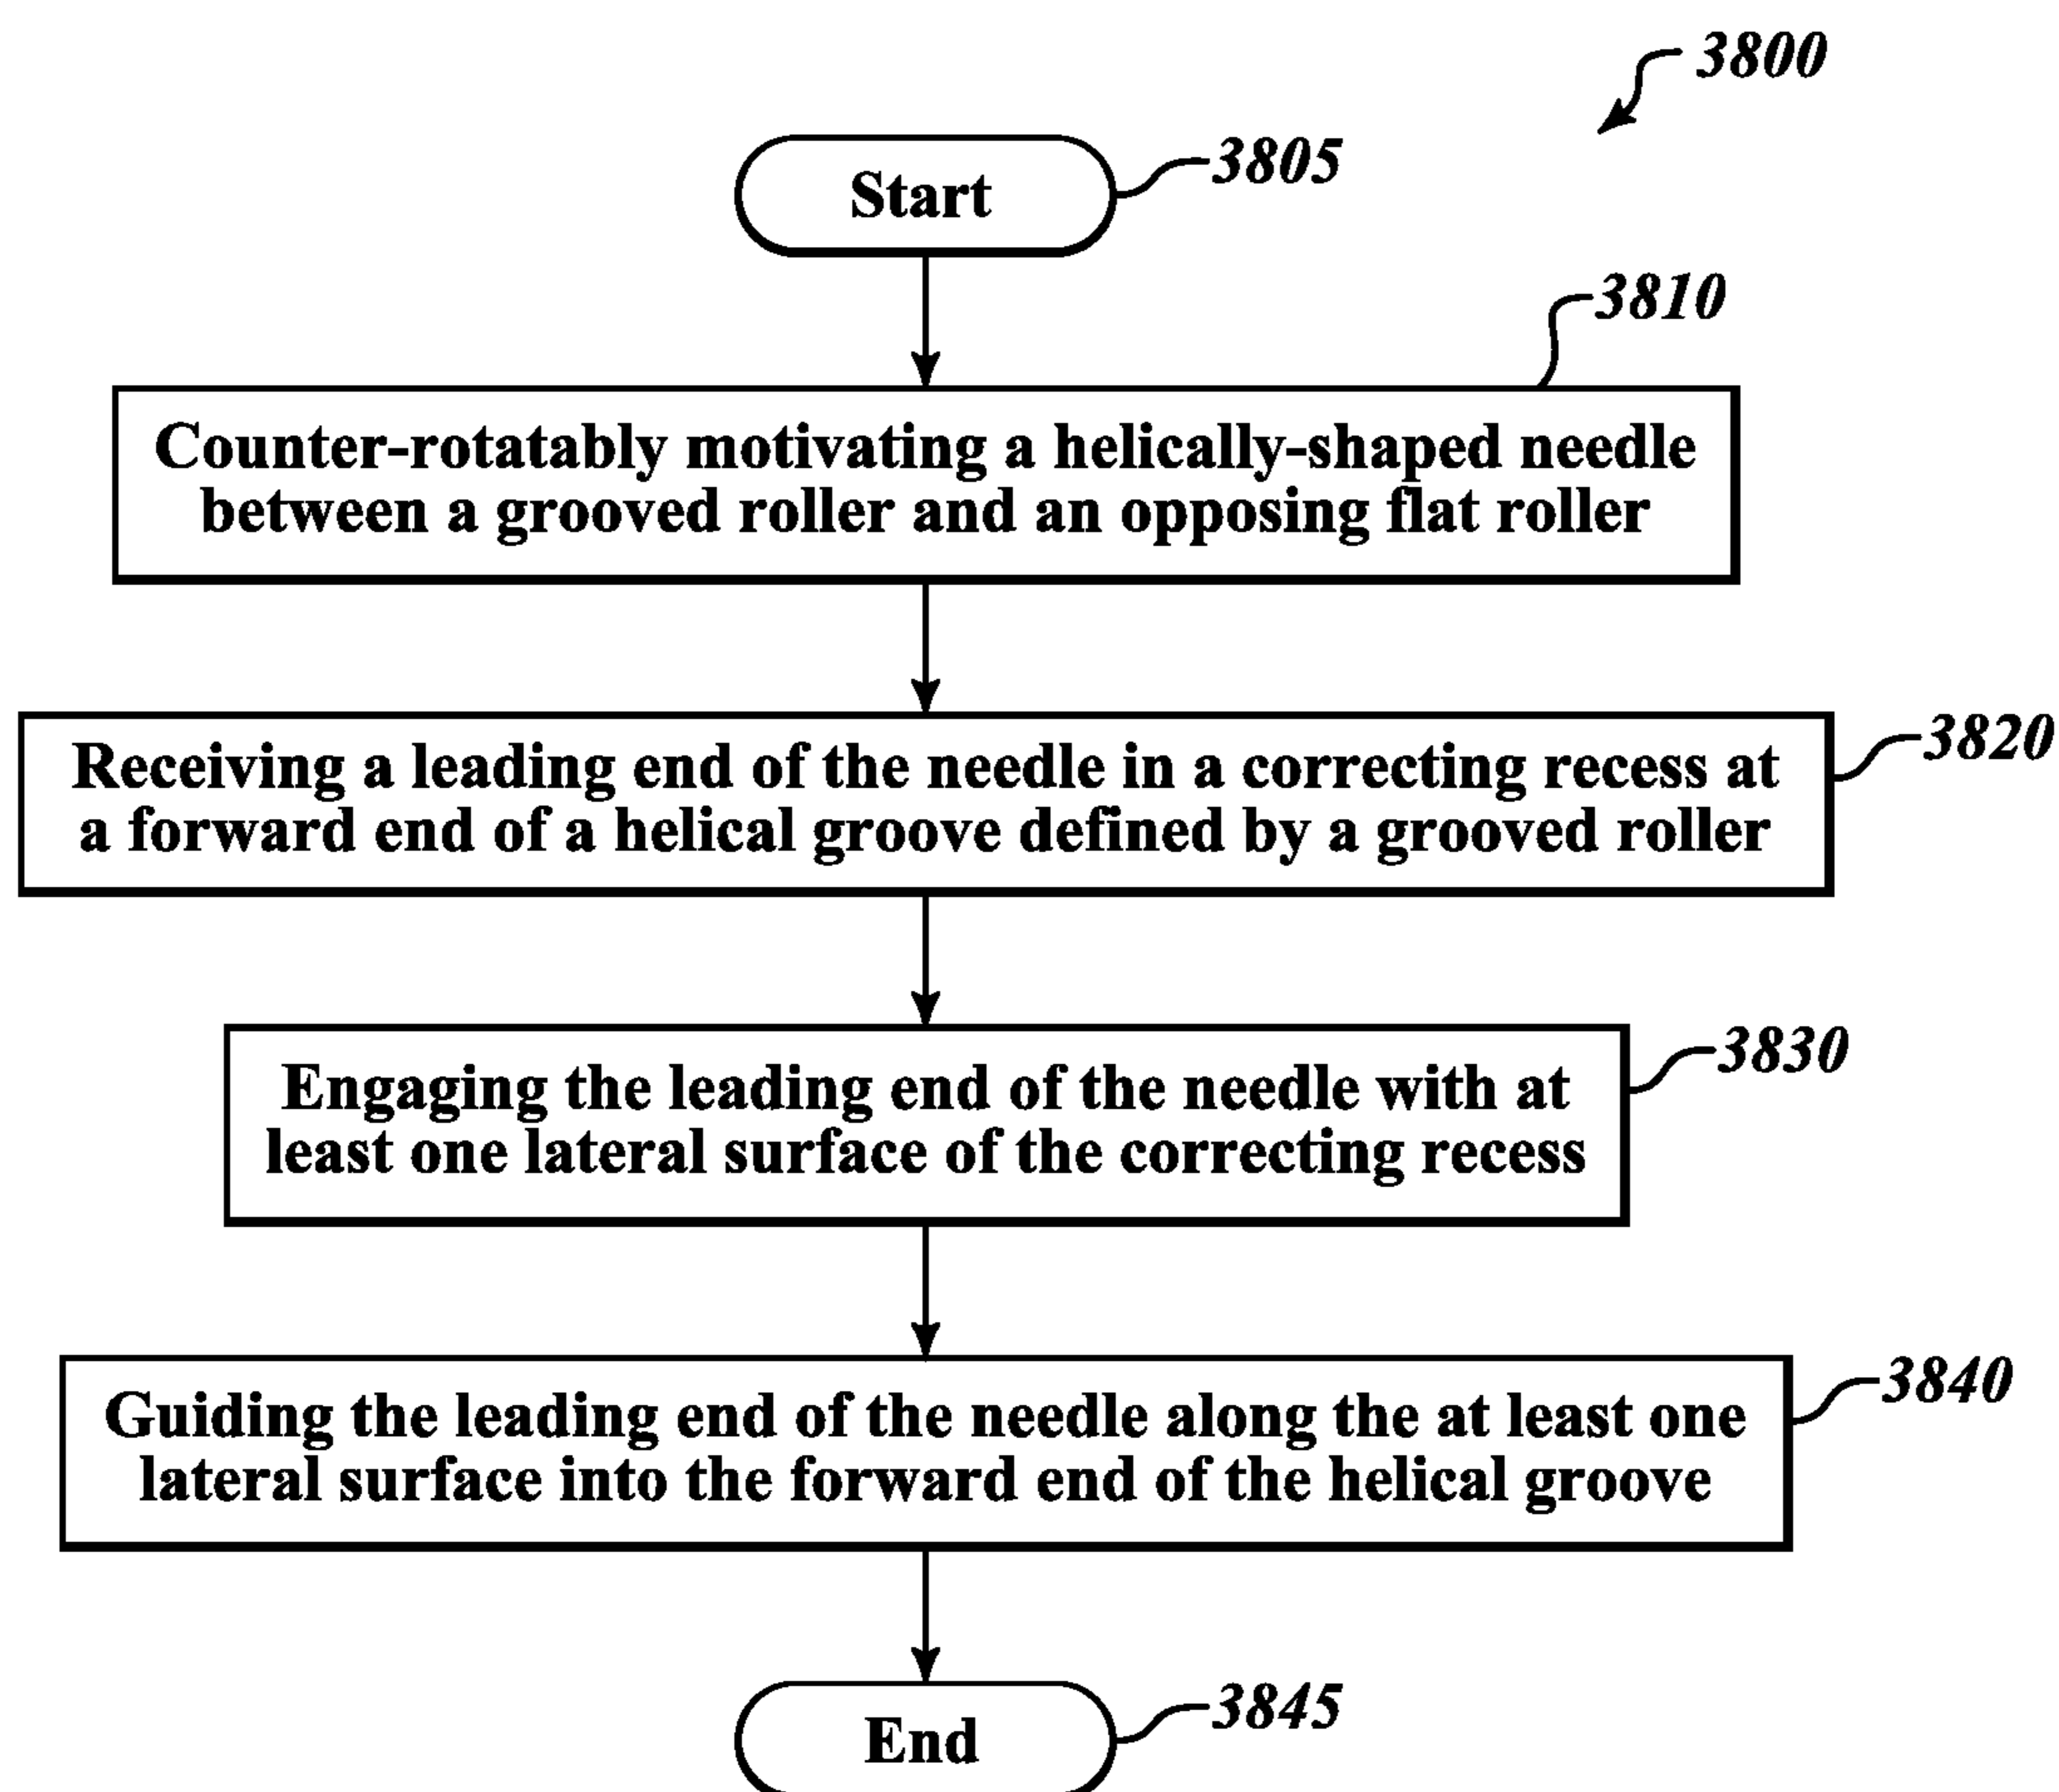 3800
Start
3805
3810
Counter-rotatably motivating a helically-shaped needle
between a grooved roller and an opposing flat roller
Receiving a leading end of the needle in a correcting recess at
a forward end of a helical groove defined by a grooved roller
3820
Engaging the leading end of the needle with at
least one lateral surface of the correcting recess
3830
Guiding the leading end of the needle along the at least one
lateral surface into the forward end of the helical groove
3840
End
3845